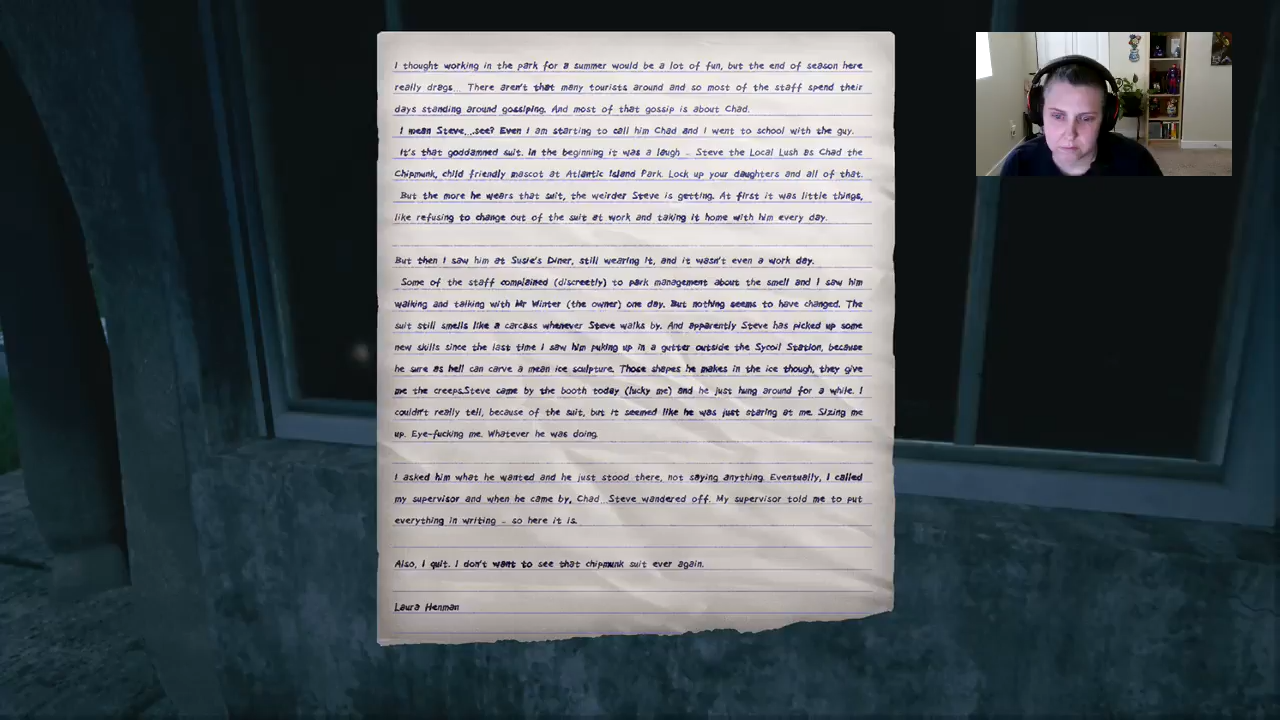 I thought working in the park for a summer would be a lot of fun, but the end of season here
really drags... There aren't that many tourists around and so most of the staff spend their
days standing around gossiping. And most of that gossip is about Chad.
I mean Steve...see? Even I am starting to call him Chad and I went to school with the guy.
It's that goddamned suit. In the beginning it was a laugh - Steve the Local Lush as Chad the
Chipmunk, child friendly mascot at Atlantic Island Park. Lock up your daughters and all of that.
But the more he wears that suit, the weirder Steve is getting. At first it was little things,
like refusing to change out of the suit at work and taking it home with him every day.
But then I saw him at Susie's Diner, still wearing it, and it wasn't even a work day.
Some of the staff complained (discreetly) to park management about the smell and I saw him
walking and talking with Mr Winter (the owner) one day. But nothing seems to have changed. The
suit still smells like a carcass whenever Steve walks by. And apparently Steve has picked up some
new skills since the last time I saw him puking up in a gutter outside the Sycoil Station, because
he sure as hell can carve a mean ice sculpture. Those shapes he makes in the ice though, they give
me the creeps.Steve came by the booth today (lucky me) and he just hung around for a while. I
couldn't really tell, because of the suit, but it seemed like he was just staring at me. Sizing me
up. Eye-fucking me. Whatever he was doing.
I asked him what he wanted and he just stood there, not saying anything. Eventually, I called
my supervisor and when he came by, Chad...Steve wandered off. My supervisor told me to put
everything in writing - so here it is.
Also, I quit. I don't want to see that chipmunk suit ever again.
Laura Henman